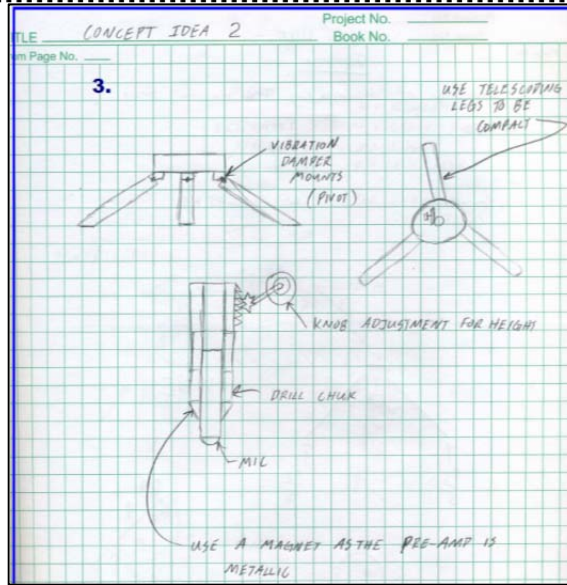 Project No.
TLE CONCEPT IDEA 2
Book No.
m Page No.
3.
USE TELESCOPING
LEGS TO BE
COMPACT
VIBRATION
DAMPER
MOUNTS
(PIVOT)
KNOB ADJUSTMENT FOR HEIGHT
DRILL CHUK
MIC
USE A MAGNET AS THE PRE-AMP IS
METALLIC